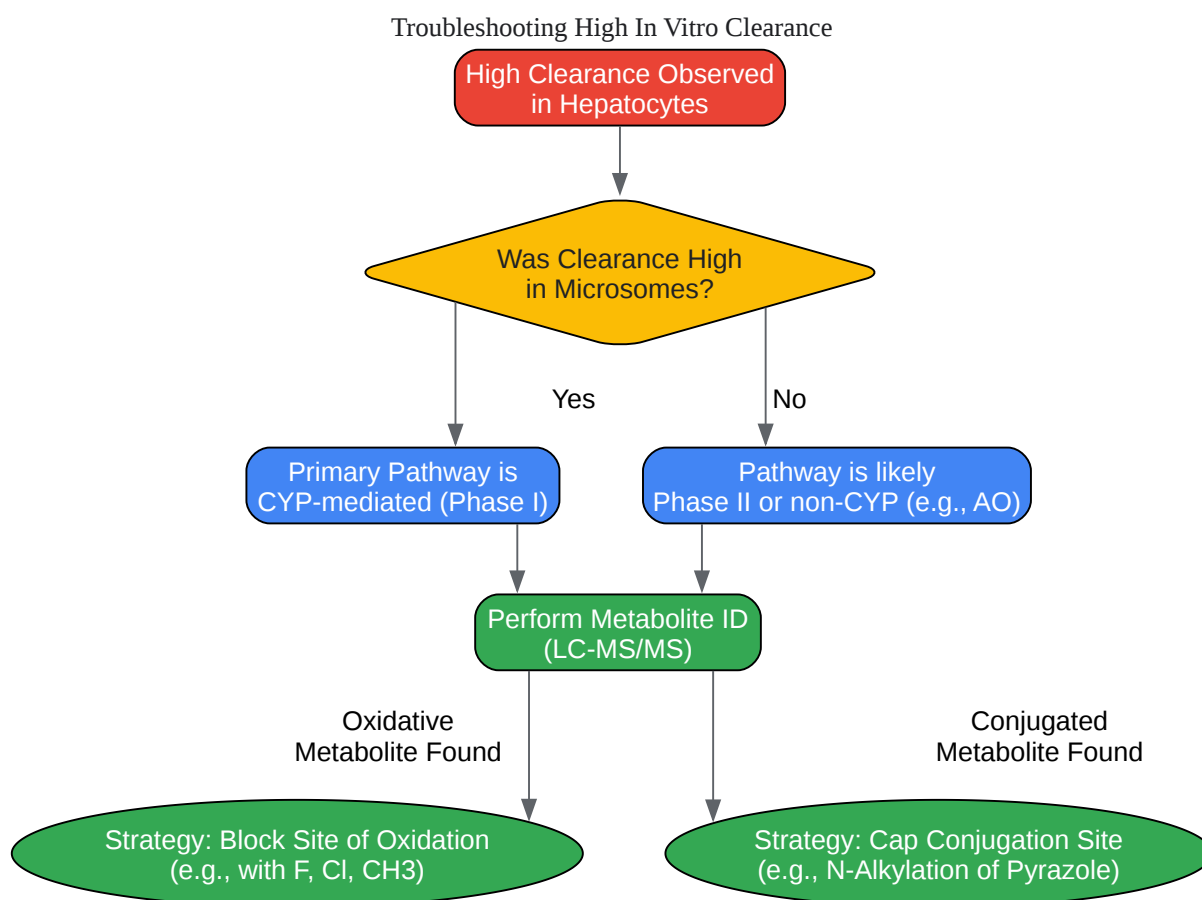 Troubleshooting High In Vitro Clearance
High Clearance Observed
in Hepatocytes
Was Clearance High
in Microsomes?
Yes
No
Primary Pathway is
CYP-mediated (Phase I)
Pathway is likely
Phase II or non-CYP (e.g., AO)
Perform Metabolite ID
(LC-MS/MS)
Oxidative
Metabolite Found
Conjugated
Metabolite Found
Strategy: Block Site of Oxidation
(e.g., with F, Cl, CH3)
Strategy: Cap Conjugation Site
(e.g., N-Alkylation of Pyrazole)